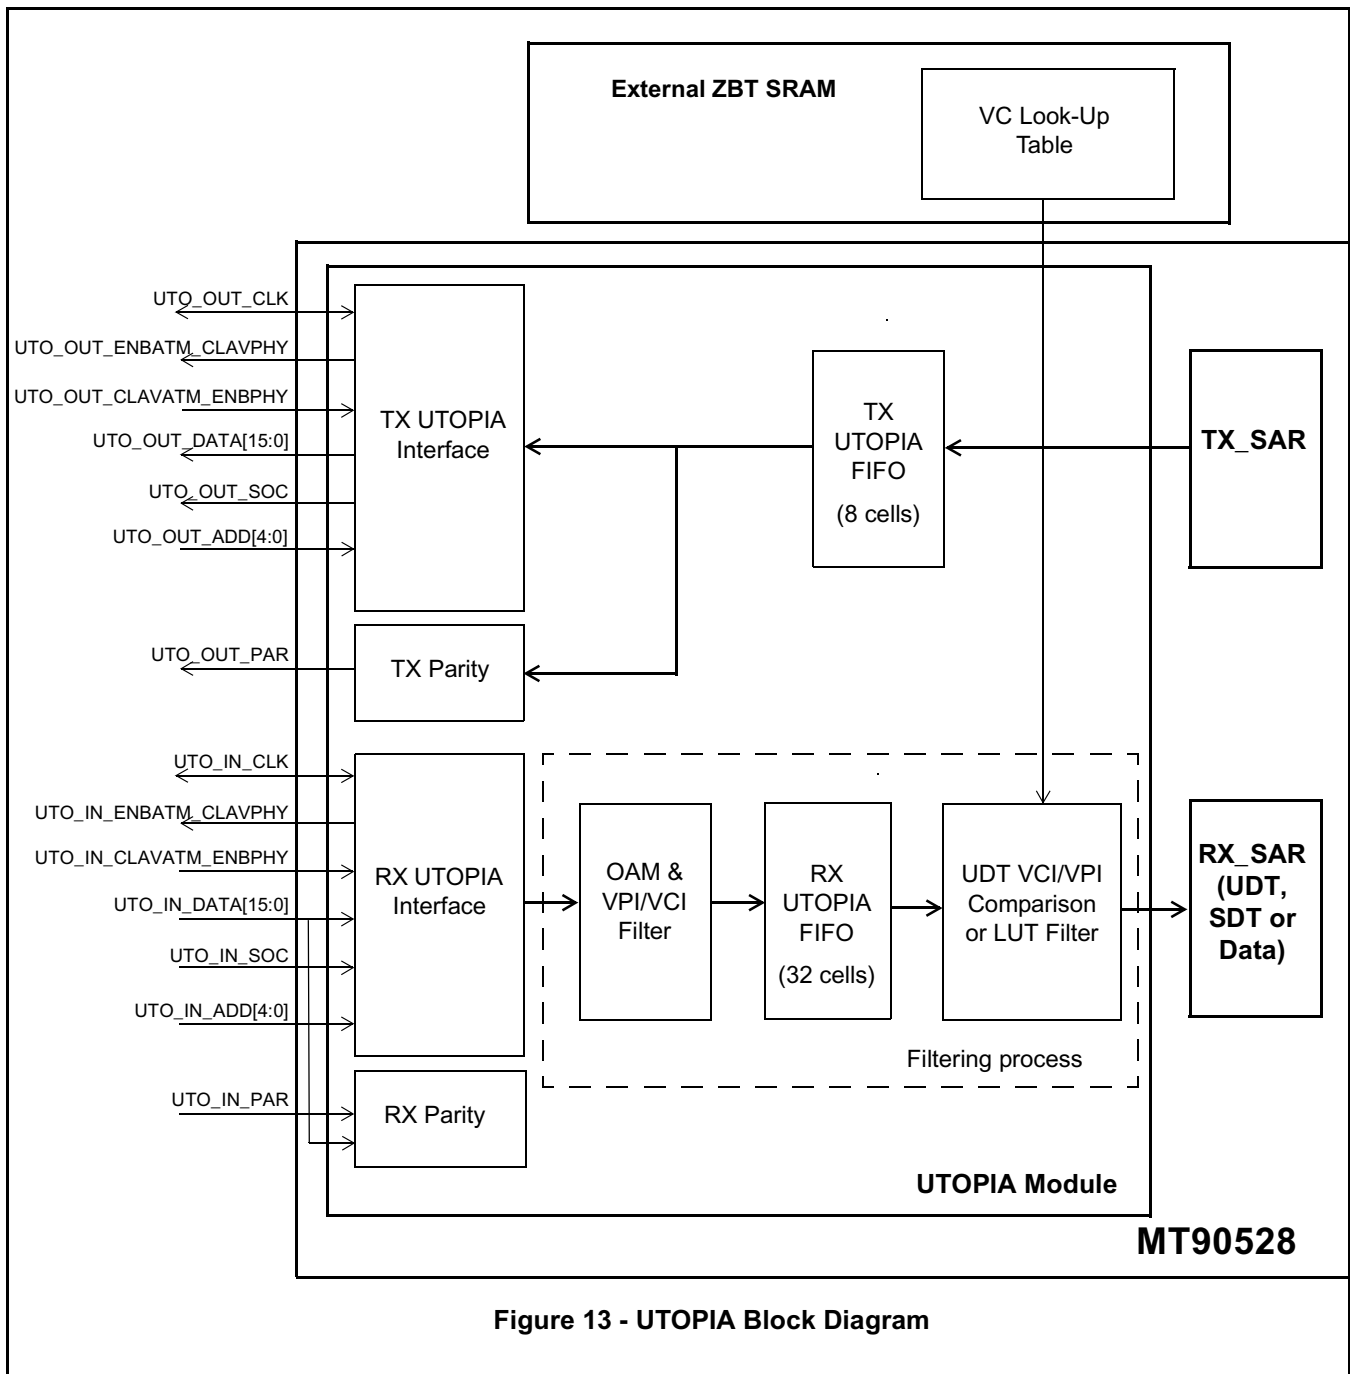 External ZBT SRAM
VC Look-Up
Table
UTO_OUT_CLK
UTO_OUT_ENBATM_CLAVPHY
UTO_OUT_CLAVATM_ENBPHY
UTO_OUT_DATA[15:0]
UTO_OUT_SOC
UTO_OUT_ADD[4:0]
TX UTOPIA
Interface
TX
UTOPIA
FIFO
(8 cells)
TX_SAR
UTO_OUT_PAR
TX Parity
UTO_IN_CLK
UTO_IN_ENBATM_CLAVPHY
UTO_IN_CLAVATM_ENBPHY
UTO_IN_DATA[15:0]
UTO_IN_SOC
UTO_IN_ADD[4:0]
RX UTOPIA
Interface
OAM &
VPI/VCI
Filter
RX
UTOPIA
FIFO
(32 cells)
UDT VCI/VPI
Comparison
or LUT Filter
RX_SAR
(UDT,
SDT or
Data)
Filtering process
UTO_IN_PAR
RX Parity
UTOPIA Module
MT90528
Figure 13 - UTOPIA Block Diagram